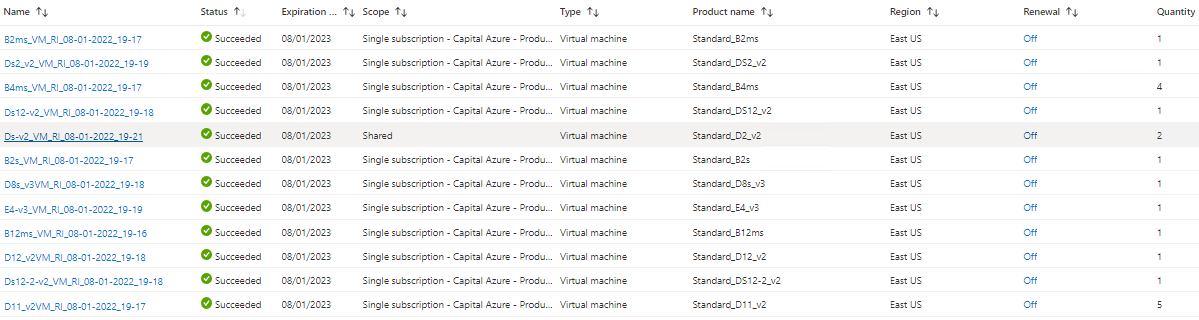 Name Status Expiration ... Scope Type Product name Region Renewal Quantity
B2ms_VM_RI_08-01-2022_19-17 Succeeded 08/01/2023 Single subscription - Capital Azure - Produ... Virtual machine Standard_B2ms East US Off 1
Ds2_v2_VM_RI_08-01-2022_19-19 Succeeded 08/01/2023 Single subscription - Capital Azure - Produ... Virtual machine Standard_DS2_v2 East US Off 1
B4ms_VM_RI_08-01-2022_19-17 Succeeded 08/01/2023 Single subscription - Capital Azure - Produ... Virtual machine Standard_B4ms East US Off 4
Ds12-v2_VM_RI_08-01-2022_19-18 Succeeded 08/01/2023 Single subscription - Capital Azure - Produ... Virtual machine Standard_DS12_v2 East US Off 1
Ds-v2_VM_RI_08-01-2022_19-21 Succeeded 08/01/2023 Shared Virtual machine Standard_D2_v2 East US Off 2
B2s_VM_RI_08-01-2022_19-17 Succeeded 08/01/2023 Single subscription - Capital Azure - Produ... Virtual machine Standard_B2s East US Off 1
D8s_v3VM_RI_08-01-2022_19-18 Succeeded 08/01/2023 Single subscription - Capital Azure - Produ... Virtual machine Standard_D8s_v3 East US Off 1
E4-v3_VM_RI_08-01-2022_19-19 Succeeded 08/01/2023 Single subscription - Capital Azure - Produ... Virtual machine Standard_E4_v3 East US Off 1
B12ms_VM_RI_08-01-2022_19-16 Succeeded 08/01/2023 Single subscription - Capital Azure - Produ... Virtual machine Standard_B12ms East US Off 1
D12_v2VM_RI_08-01-2022_19-18 Succeeded 08/01/2023 Single subscription - Capital Azure - Produ... Virtual machine Standard_D12_v2 East US Off 1
Ds12-2-v2_VM_RI_08-01-2022_19-18 Succeeded 08/01/2023 Single subscription - Capital Azure - Produ... Virtual machine Standard_DS12-2_v2 East US Off 1
D11_v2VM_RI_08-01-2022_19-17 Succeeded 08/01/2023 Single subscription - Capital Azure - Produ... Virtual machine Standard_D11_v2 East US Off 5